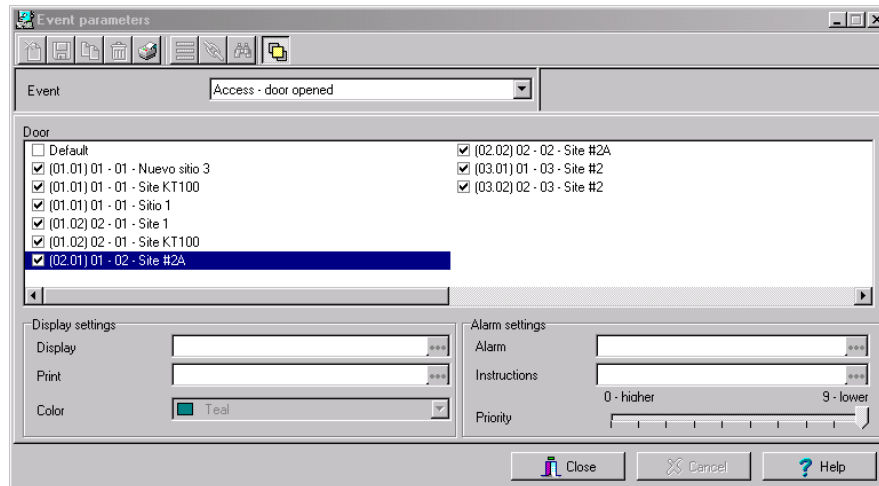 Event parameters
Event
Access - door opened
Door
Default
(01.01) 01 - 01 - Nuevo sitio 3
(01.01) 01 - 01 - Site KT100
(01.01) 01 - 01 - Sitio 1
(01.02) 02 - 01 - Site 1
(01.02) 02 - 01 - Site KT100
(02.01) 01 - 02 - Site #2A
(02.02) 02 - 02 - Site #2A
(03.01) 01 - 03 - Site #2
(03.02) 02 - 03 - Site #2
Display settings
Display
Print
Color
Teal
Alarm settings
Alarm
Instructions
0 - higher
9 - lower
Priority
Close
Cancel
Help